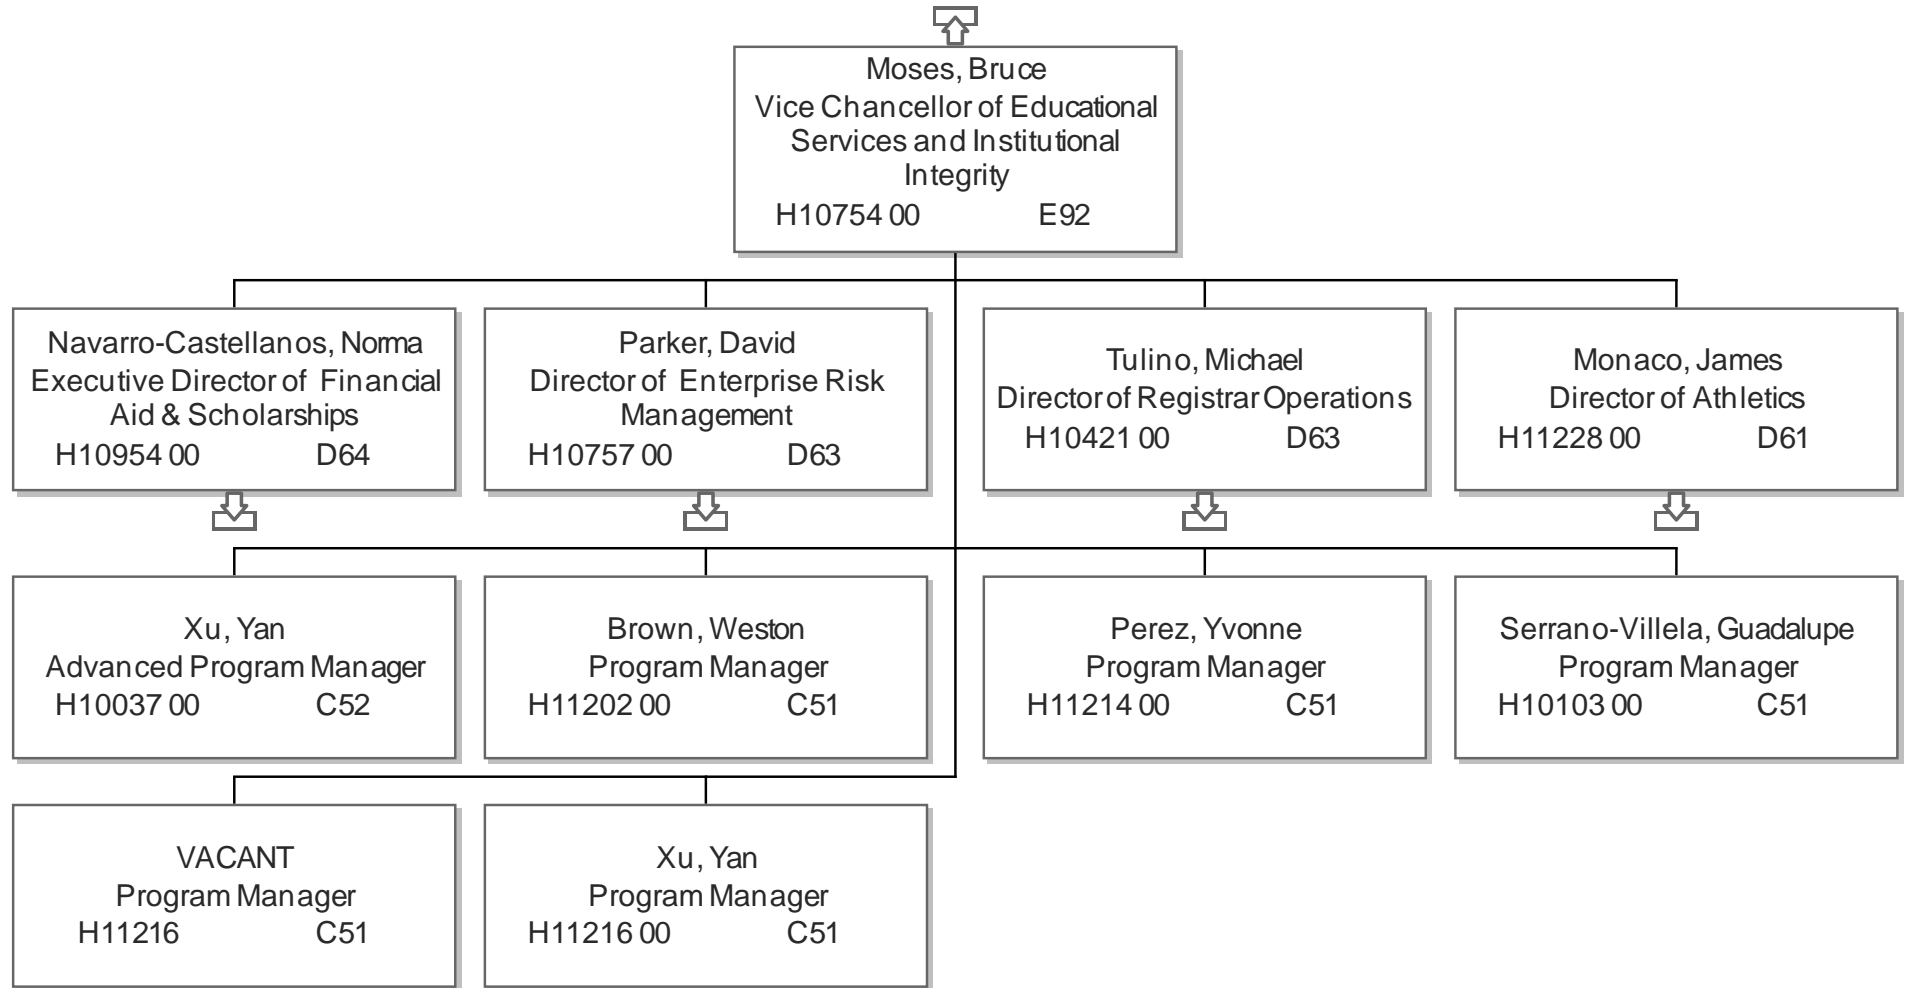 Moses, Bruce
Vice Chancellor of Educational
Services and Institutional
Integrity
H10754 00 E92
Navarro-Castellanos, Norma
Executive Director of Financial
Aid & Scholarships
H10954 00 D64
Parker, David
Director of Enterprise Risk
Management
H10757 00 D63
Tulino, Michael
Director of Registrar Operations
H10421 00 D63
Monaco, James
Director of Athletics
H11228 00 D61
Xu, Yan
Advanced Program Manager
H10037 00 C52
Brown, Weston
Program Manager
H11202 00 C51
Perez, Yvonne
Program Manager
H11214 00 C51
Serrano-Villela, Guadalupe
Program Manager
H10103 00 C51
VACANT
Program Manager
H11216 C51
Xu, Yan
Program Manager
H11216 00 C51